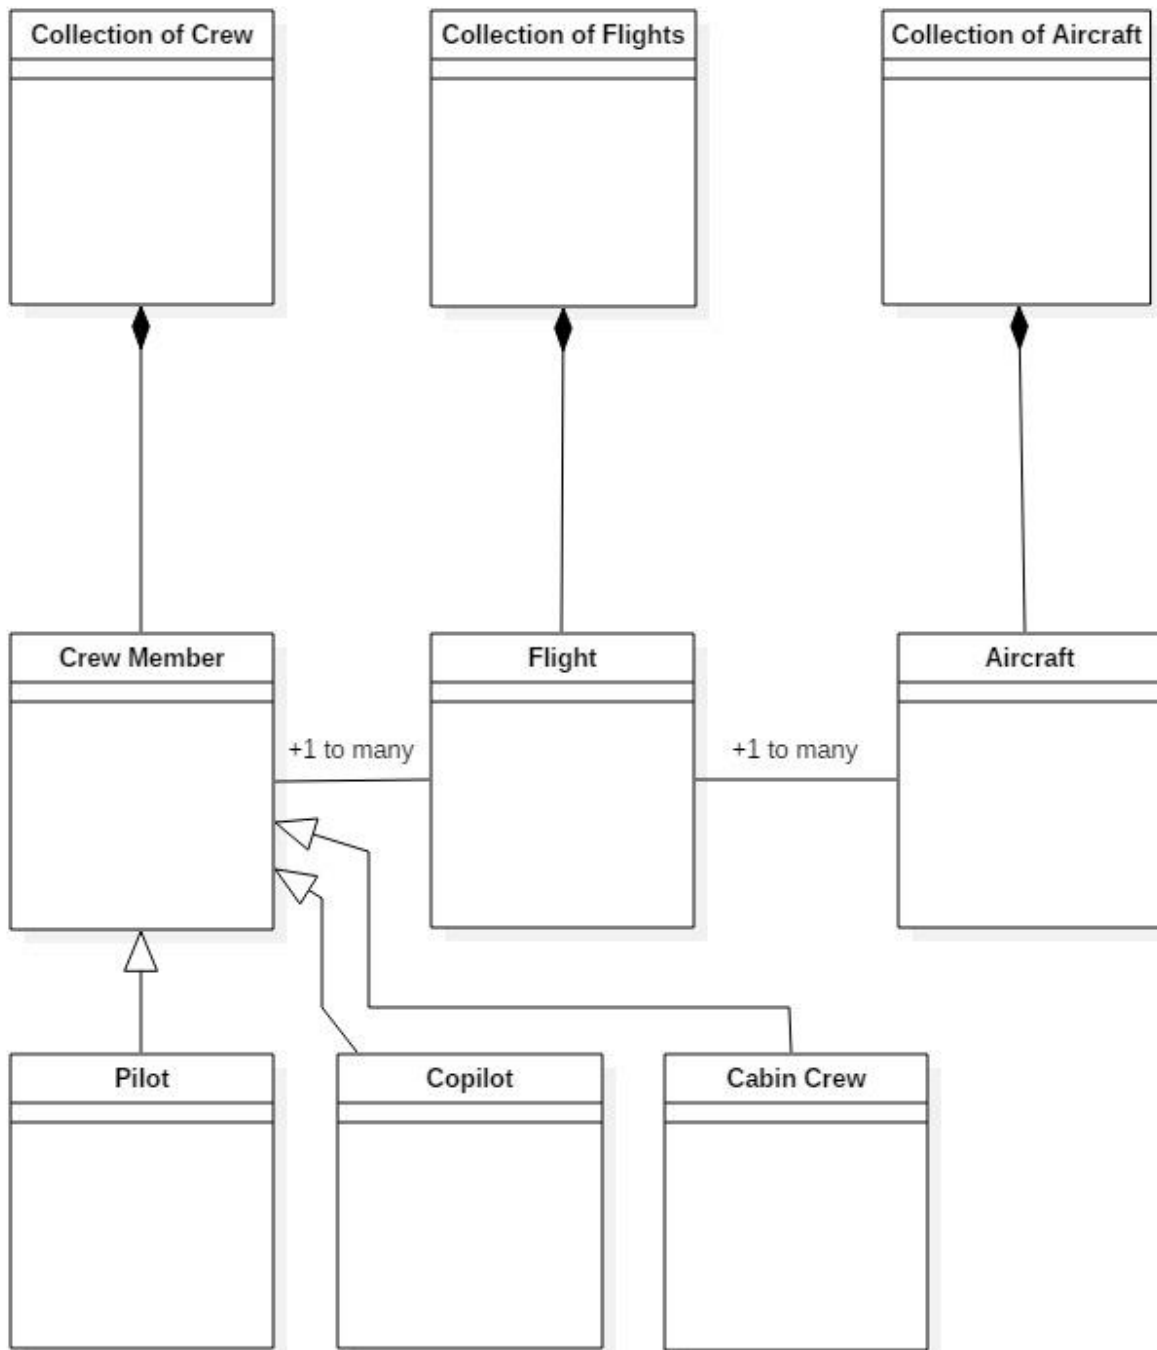 Collection of Crew
Collection of Flights
Collection of Aircraft
Crew Member
Flight
Aircraft
+1 to many
+1 to many
Pilot
Copilot
Cabin Crew